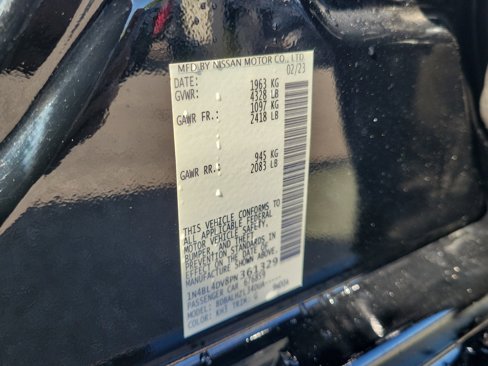 MFD.BY NISSAN MOTOR CO., LTD.
DATE: 02/23
GVWR: 1963 KG
4328 LB
GAWR FR.: 1097 KG
2418 LB
GAWR RR.: 945 KG
2083 LB
THIS VEHICLE CONFORMS TO
ALL APPLICABLE FEDERAL
MOTOR VEHICLE SAFETY,
BUMPER, AND THEFT
PREVENTION STANDARDS IN
EFFECT ON THE DATE OF
MANUFACTURE SHOWN ABOVE.
1N4BL4DV8PN361329
PASSENGER CAR
MODEL:
COLOR: KH3 TRIM: G